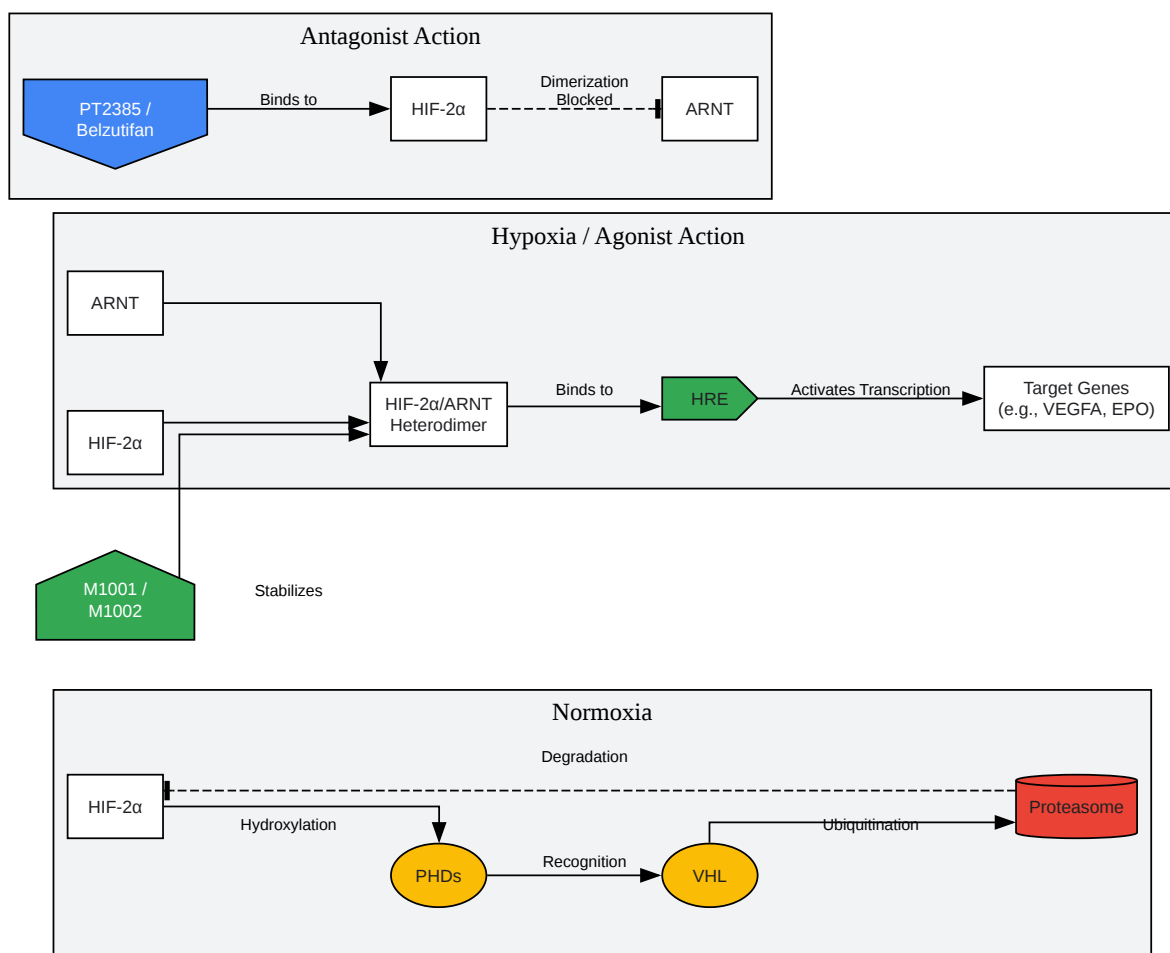 Antagonist Action
PT2385 /
Belzutifan
Binds to
HIF-2α
Dimerization
Blocked
ARNT
Hypoxia / Agonist Action
ARNT
HIF-2α
HIF-2α/ARNT
Heterodimer
Binds to
HRE
Activates Transcription
Target Genes
(e.g., VEGFA, EPO)
M1001 /
M1002
Stabilizes
Normoxia
Degradation
HIF-2α
Hydroxylation
PHDs
Recognition
VHL
Ubiquitination
Proteasome